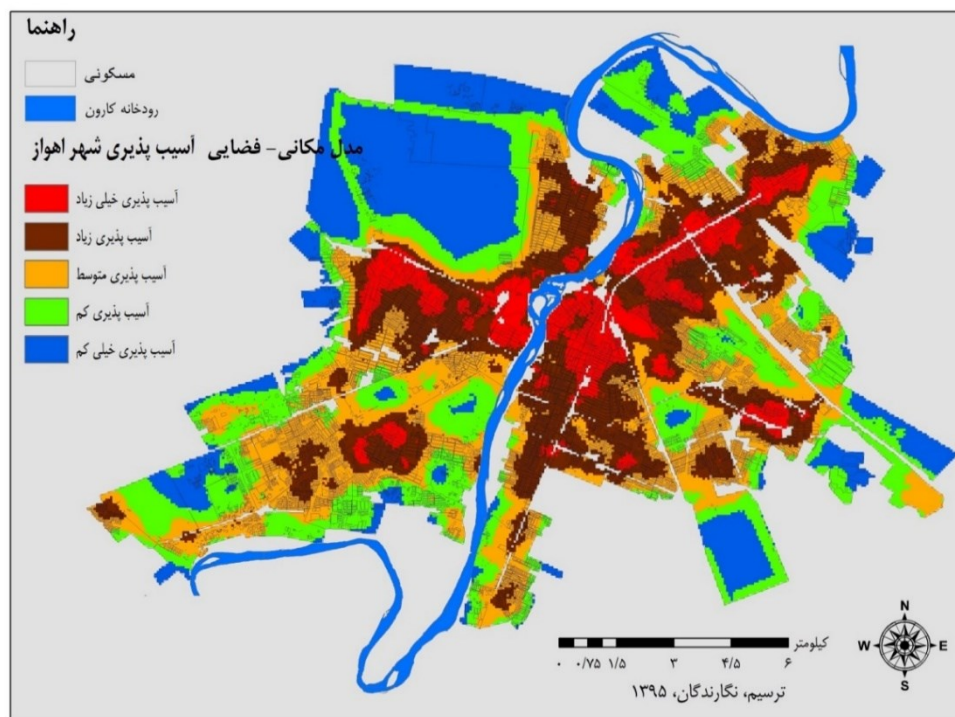 راهنما
مسکونی
رودخانه کارون
مدل مکانی- فضایی آسیب پذیری شهر اهواز
آسیب پذیری خیلی زیاد
آسیب پذیری زیاد
آسیب پذیری متوسط
آسیب پذیری کم
آسیب پذیری خیلی کم
N
W
E
S
کیلومتر
۰ ۰/۷۵ ۱/۵ ۳ ۴/۵ ۶
ترسیم، نگارندگان، ۱۳۹۵